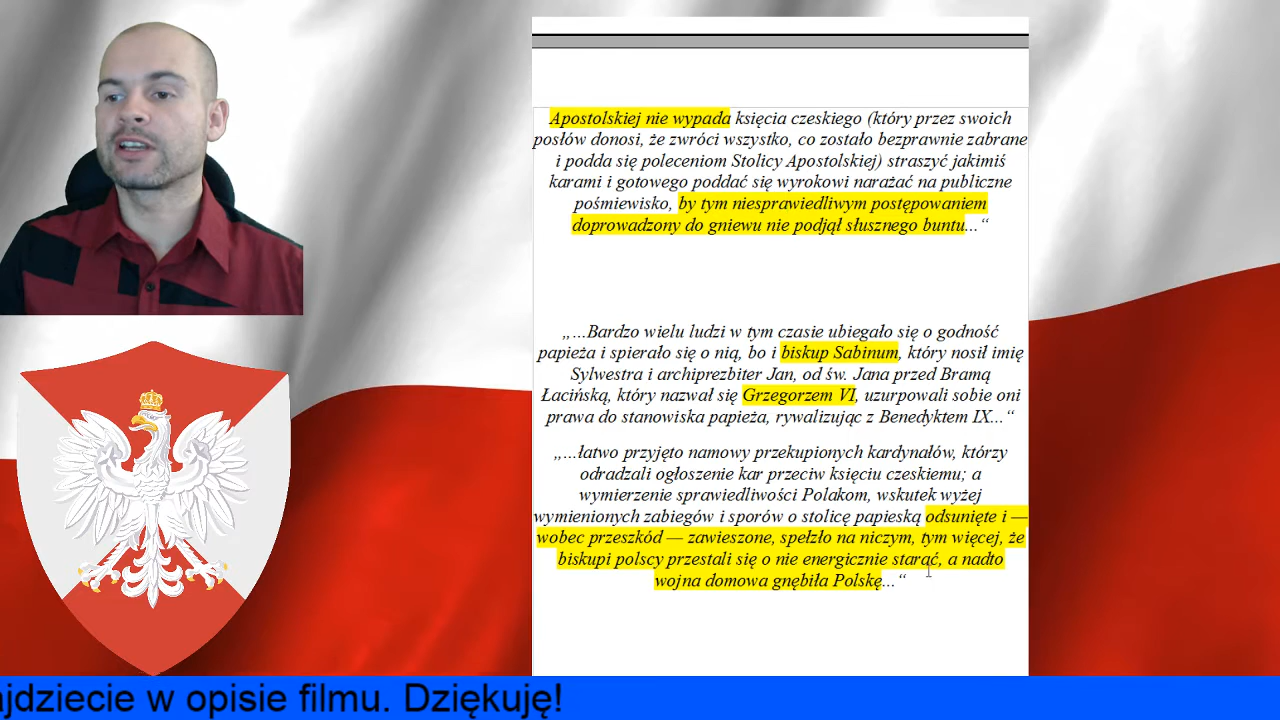 Apostolskiej nie wypada księcia czeskiego (który przez swoich
posłów donosi, że zwróci wszystko, co zostało bezprawnie zabrane
i podda się poleceniom Stolicy Apostolskiej) straszyć jakimiś
karami i gotowego poddać się wyrokowi narażać na publiczne
pośmiewisko, by tym niesprawiedliwym postępowaniem
doprowadzony do gniewu nie podjął słusznego buntu...“
„...Bardzo wielu ludzi w tym czasie ubiegało się o godność
papieża i spierało się o nią, bo i biskup Sabinum, który nosił imię
Sylwestra i archiprezbiter Jan, od św. Jana przed Bramą
Łacińską, który nazwał się Grzegorzem VI, uzurpowali sobie oni
prawa do stanowiska papieża, rywalizując z Benedyktem IX...“
„...łatwo przyjęto namowy przekupionych kardynałów, którzy
odradzali ogłoszenie kar przeciw księciu czeskiemu; a
wymierzenie sprawiedliwości Polakom, wskutek wyżej
wymienionych zabiegów i sporów o stolicę papieską odsunięte i —
wobec przeszkód — zawieszone, spełzło na niczym, tym więcej, że
biskupi polscy przestali się o nie energicznie starać, a nadto
wojna domowa gnębiła Polskę...“
ajdziecie w opisie filmu. Dziękuję!